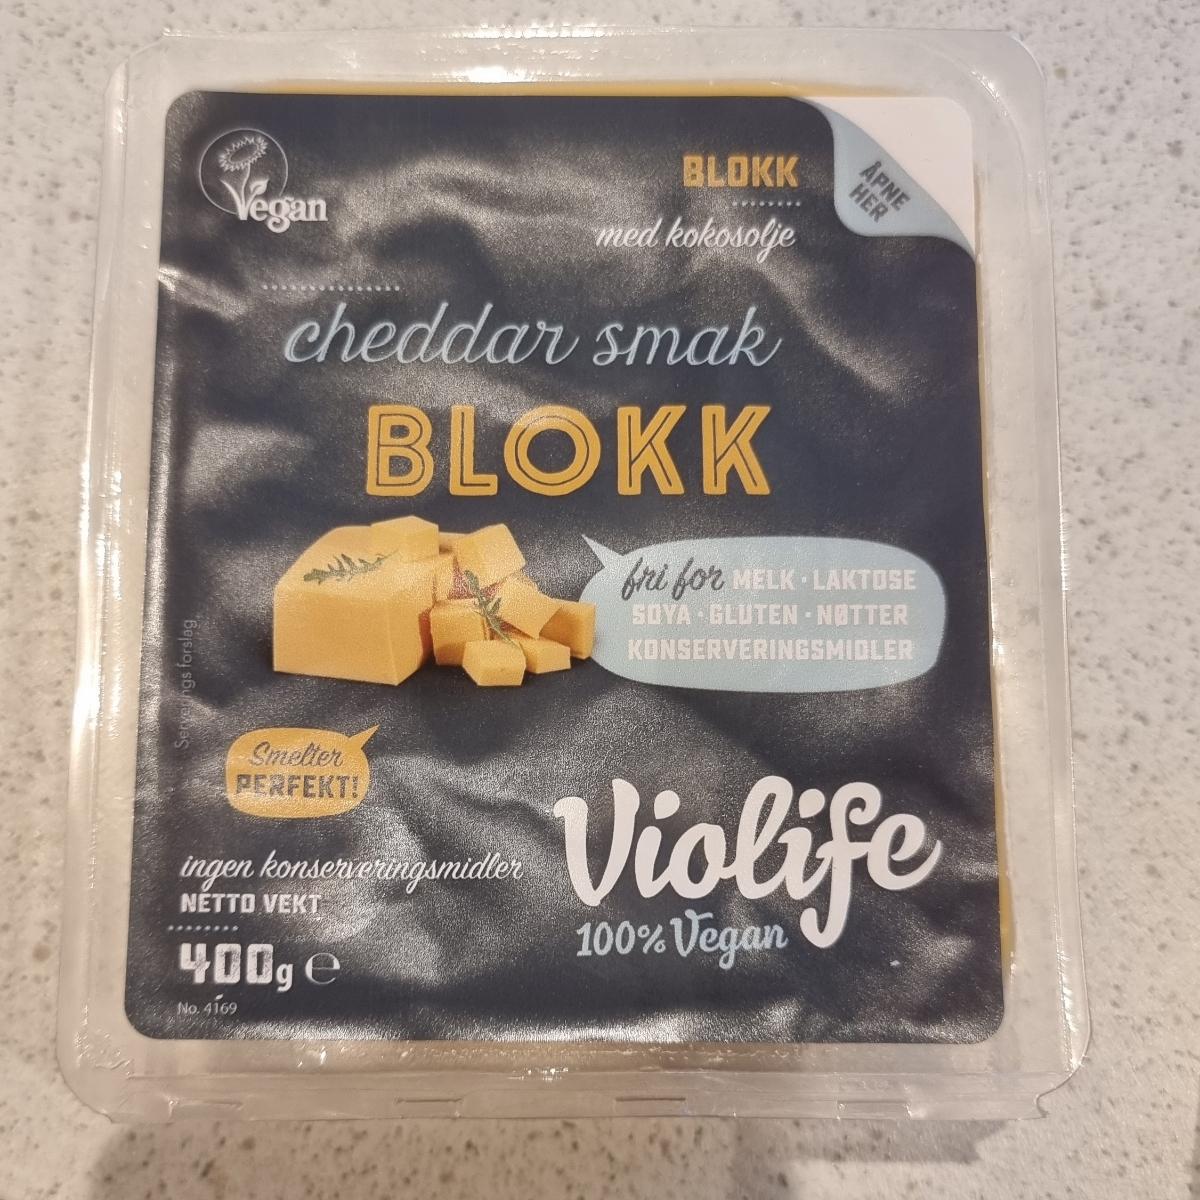 Vegan
BLOKK
med kokosolje
ÅPNE
HER
cheddar smak
BLOKK
fri for MELK · LAKTOSE
SOYA · GLUTEN · NØTTER
KONSERVERINGSMIDLER
Serverings forslag
Smelter
PERFEKT!
Violife
100% Vegan
ingen konserveringsmidler
NETTO VEKT
400g ℮
No. 4169